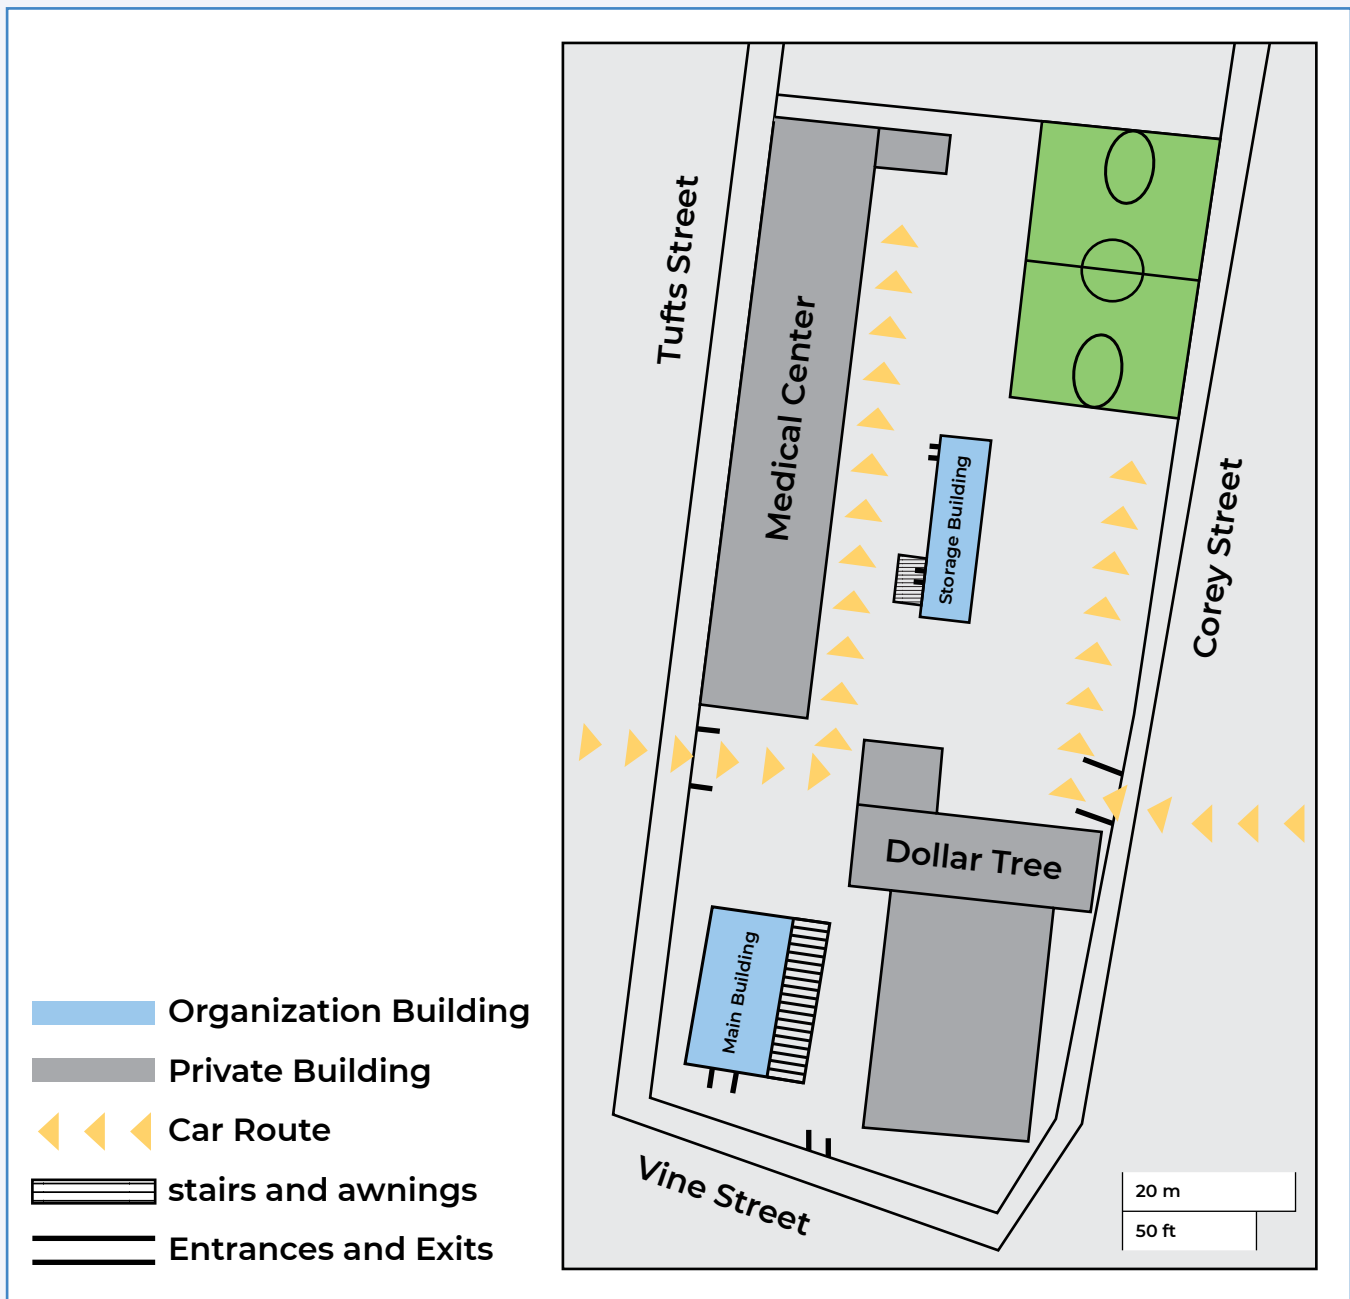 Tufts Street
Medical Center
Storage Building
Corey Street
Dollar Tree
Main Building
Vine Street
Organization Building
Private Building
Car Route
stairs and awnings
Entrances and Exits
20 m
50 ft